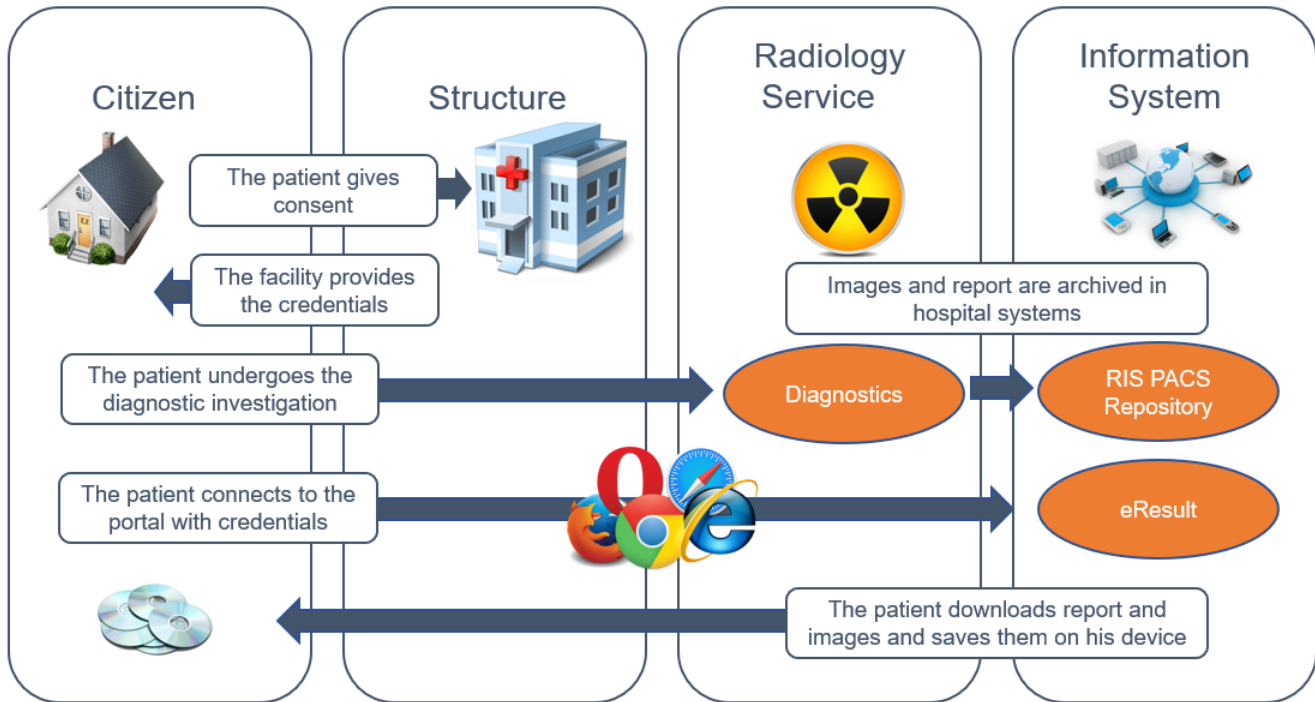 Citizen
Structure
Radiology
Service
Information
System
The patient gives
consent
The facility provides
the credentials
Images and report are archived in
hospital systems
The patient undergoes the
diagnostic investigation
Diagnostics
RIS PACS
Repository
The patient connects to the
portal with credentials
eResult
The patient downloads report and
images and saves them on his device